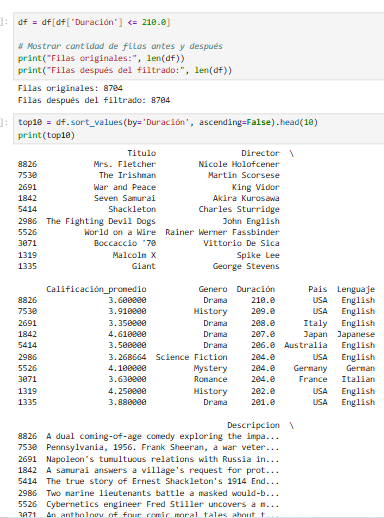 ]: df = df[df['Duración'] <= 210.0]
# Mostrar cantidad de filas antes y después
print("Filas originales:", len(df))
print("Filas después del filtrado:", len(df))
Filas originales: 8704
Filas después del filtrado: 8704
]: top10 = df.sort_values(by='Duración', ascending=False).head(10)
print(top10)
Titulo Director \
8826 Mrs. Fletcher Nicole Holofcener
7530 The Irishman Martin Scorsese
2691 War and Peace King Vidor
1842 Seven Samurai Akira Kurosawa
5414 Shackleton Charles Sturridge
2986 The Fighting Devil Dogs John English
5526 World on a Wire Rainer Werner Fassbinder
3071 Boccaccio '70 Vittorio De Sica
1319 Malcolm X Spike Lee
1335 Giant George Stevens
Calificación_promedio Genero Duración Pais Lenguaje
8826 3.600000 Drama 210.0 USA English
7530 3.910000 History 209.0 USA English
2691 3.350000 Drama 208.0 Italy English
1842 4.610000 Drama 207.0 Japan Japanese
5414 3.500000 Drama 206.0 Australia English
2986 3.268664 Science Fiction 204.0 USA English
5526 4.100000 Mystery 204.0 Germany German
3071 3.630000 Romance 204.0 France Italian
1319 4.250000 History 202.0 USA English
1335 3.880000 Drama 201.0 USA English
Descripcion \
8826 A dual coming-of-age comedy exploring the impa...
7530 Pennsylvania, 1956. Frank Sheeran, a war veter...
2691 Napoleon's tumultuous relations with Russia in...
1842 A samurai answers a village's request for prot...
5414 The true story of Ernest Shackleton's 1914 End...
2986 Two marine lieutenants battle a masked would-b...
5526 Cybernetics engineer Fred Stiller uncovers a m...
3071 An anthology of four comic moral tales about t...